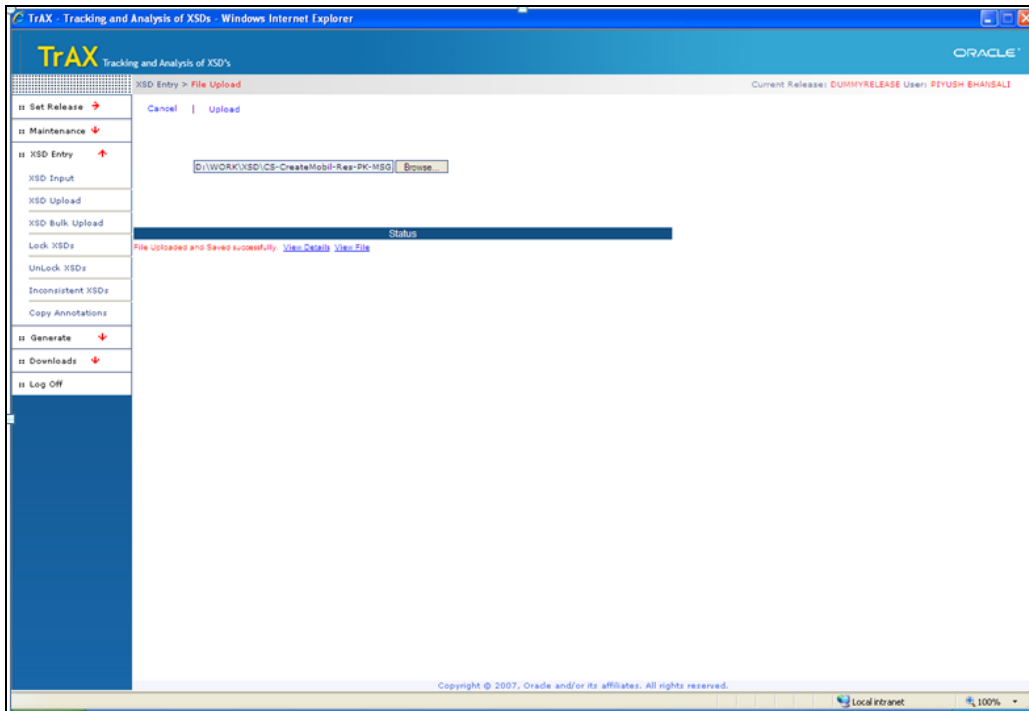 TrAX - Tracking and Analysis of XSDs - Windows Internet Explorer
TrAX Tracking and Analysis of XSD's
ORACLE
XSD Entry > File Upload
Current Release: DUMMYRELEASE User: PIYUSH BHANSALI
Set Release
Cancel | Upload
Maintenance
XSD Entry
D:\WORK\XSD\CS-CreateMobil-Res-PK-MSG Browse...
XSD Input
XSD Upload
XSD Bulk Upload
Status
Lock XSDs
File Uploaded and Saved successfully. View Details View File
UnLock XSDs
Inconsistent XSDs
Copy Annotations
Generate
Downloads
Log Off
Copyright © 2007, Oracle and/or its affiliates. All rights reserved.
Local intranet
100%